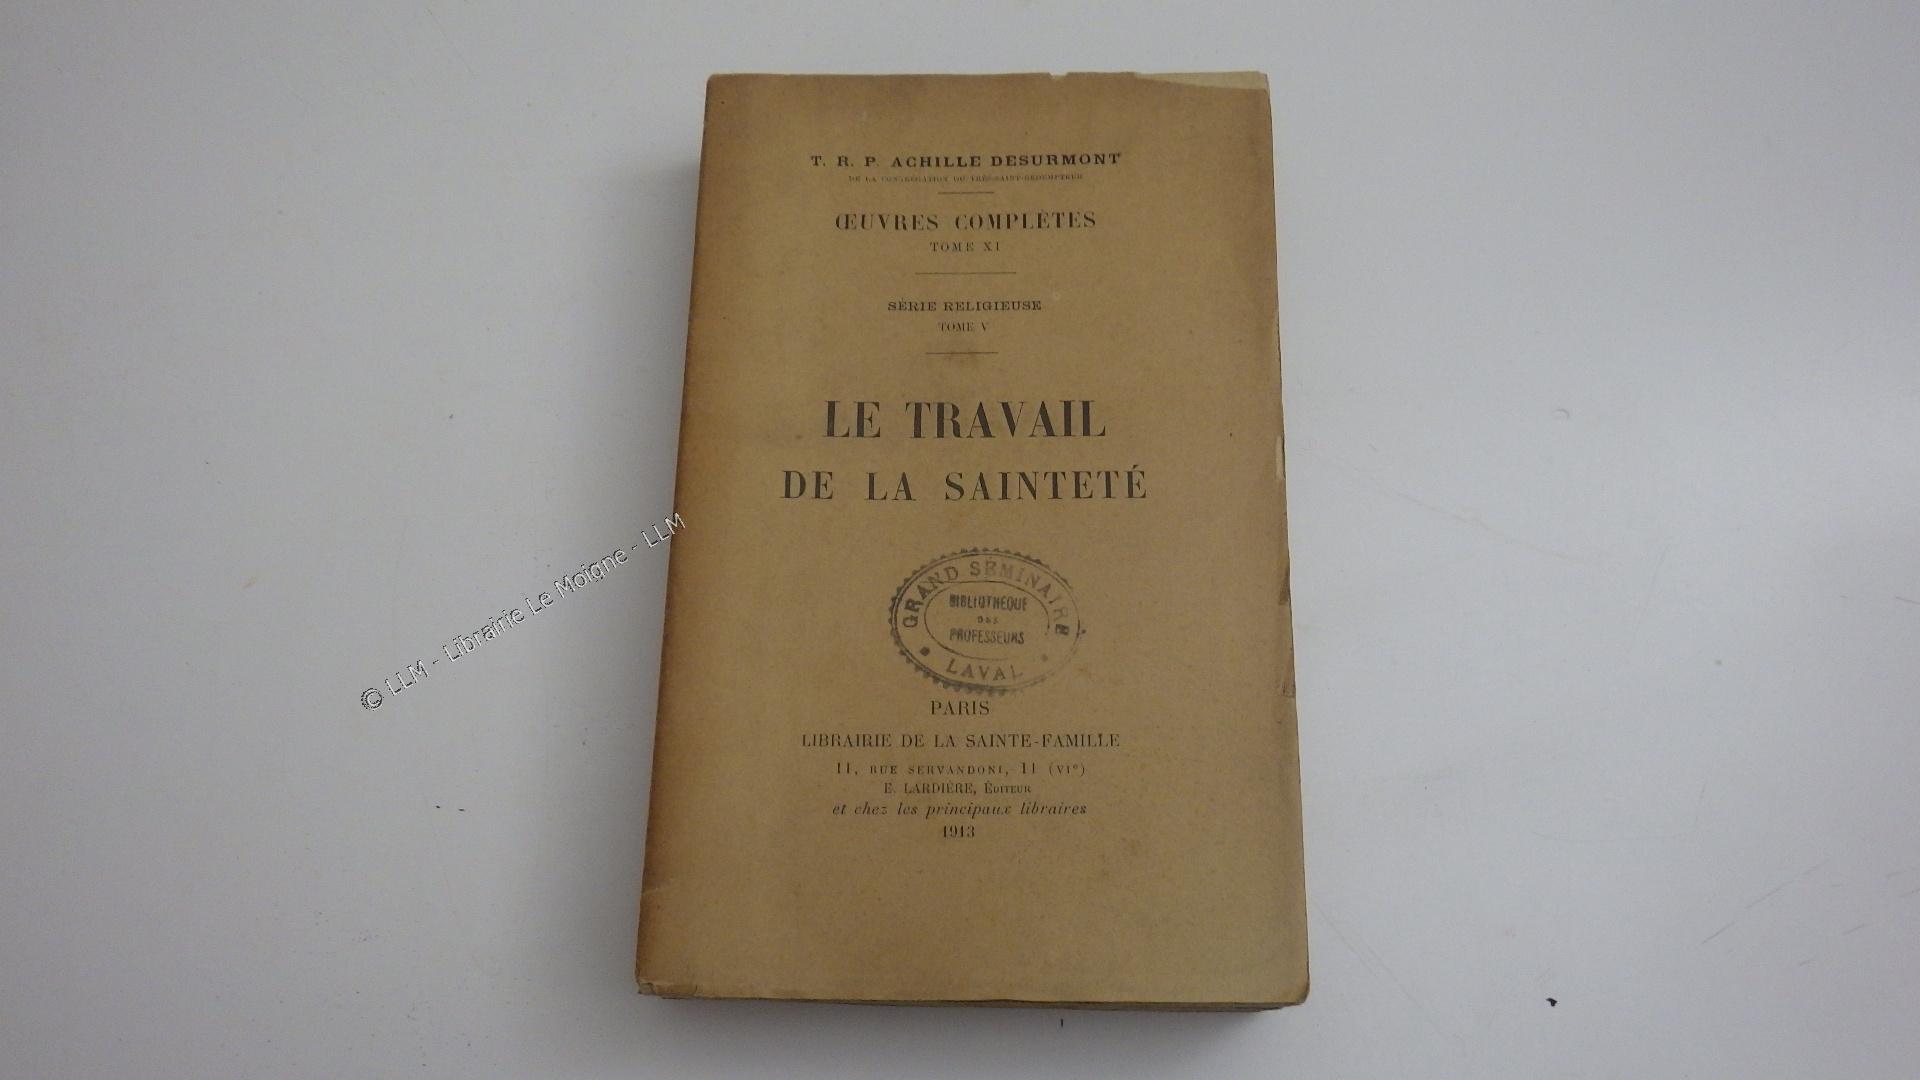 T. R. P. ACHILLE DESURMONT
DE LA CONGRÉGATION DU TRÈS-SAINT-RÉDEMPTEUR
ŒUVRES COMPLÈTES
TOME XI
SÉRIE RELIGIEUSE
TOME V
LE TRAVAIL
DE LA SAINTETÉ
GRAND SÉMINAIRE
BIBLIOTHÈQUE
DES
PROFESSEURS
LAVAL
PARIS
LIBRAIRIE DE LA SAINTE-FAMILLE
11, RUE SERVANDONI, 11 (VIe)
E. LARDIÈRE, ÉDITEUR
et chez les principaux libraires
1913
© LLM - Librairie Le Moigne - LLM